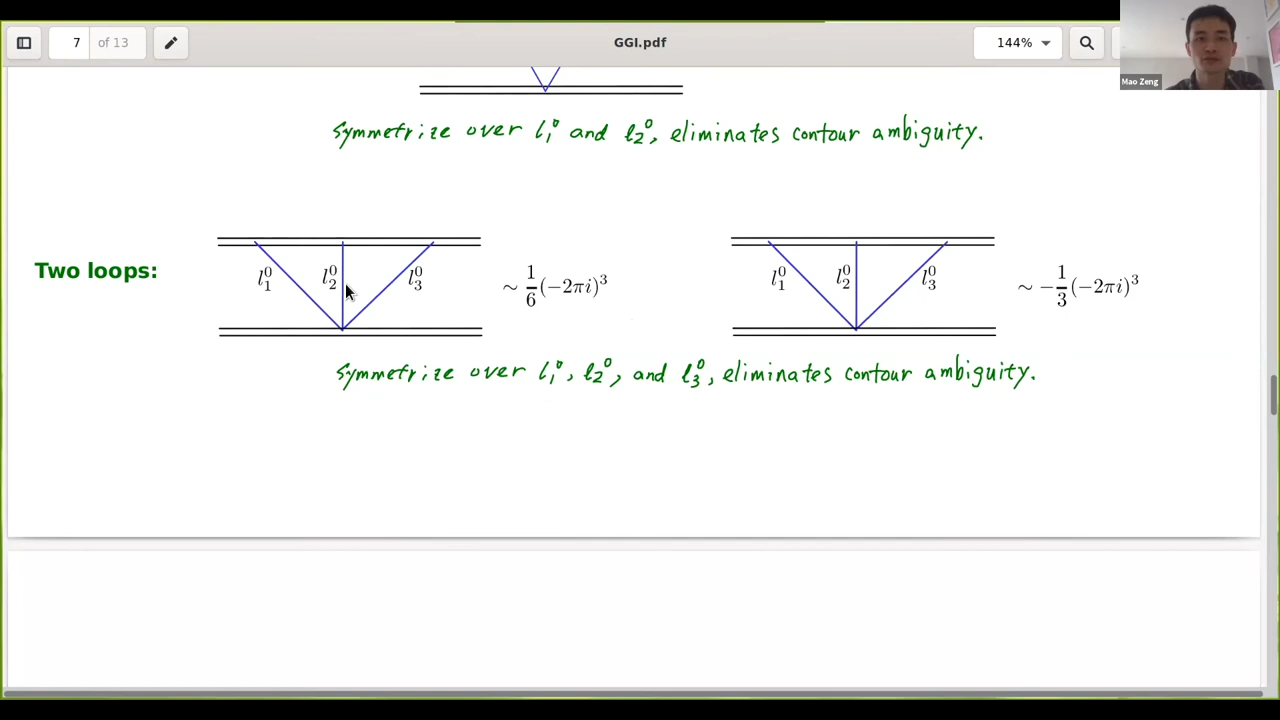 7 of 13
GGI.pdf
144%
Mao Zeng
Symmetrize over l₁⁰ and l₂⁰, eliminates contour ambiguity.
Two loops:
l₁⁰ l₂⁰ l₃⁰ ∼ 1/6(−2πi)³
l₁⁰ l₂⁰ l₃⁰ ∼ −1/3(−2πi)³
Symmetrize over l₁⁰, l₂⁰, and l₃⁰, eliminates contour ambiguity.